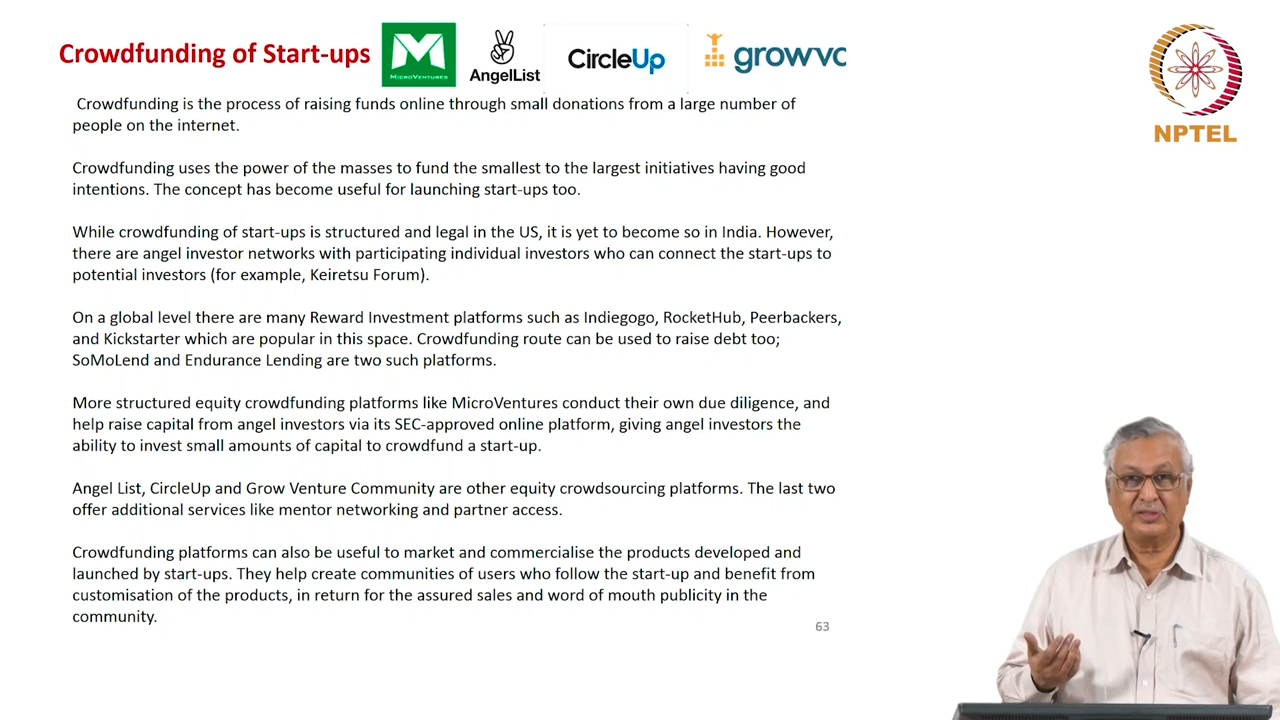 Crowdfunding of Start-ups
MICROVENTURES
AngelList
CircleUp
growvc
NPTEL
Crowdfunding is the process of raising funds online through small donations from a large number of
people on the internet.
Crowdfunding uses the power of the masses to fund the smallest to the largest initiatives having good
intentions. The concept has become useful for launching start-ups too.
While crowdfunding of start-ups is structured and legal in the US, it is yet to become so in India. However,
there are angel investor networks with participating individual investors who can connect the start-ups to
potential investors (for example, Keiretsu Forum).
On a global level there are many Reward Investment platforms such as Indiegogo, RocketHub, Peerbackers,
and Kickstarter which are popular in this space. Crowdfunding route can be used to raise debt too;
SoMoLend and Endurance Lending are two such platforms.
More structured equity crowdfunding platforms like MicroVentures conduct their own due diligence, and
help raise capital from angel investors via its SEC-approved online platform, giving angel investors the
ability to invest small amounts of capital to crowdfund a start-up.
Angel List, CircleUp and Grow Venture Community are other equity crowdsourcing platforms. The last two
offer additional services like mentor networking and partner access.
Crowdfunding platforms can also be useful to market and commercialise the products developed and
launched by start-ups. They help create communities of users who follow the start-up and benefit from
customisation of the products, in return for the assured sales and word of mouth publicity in the
community.
63